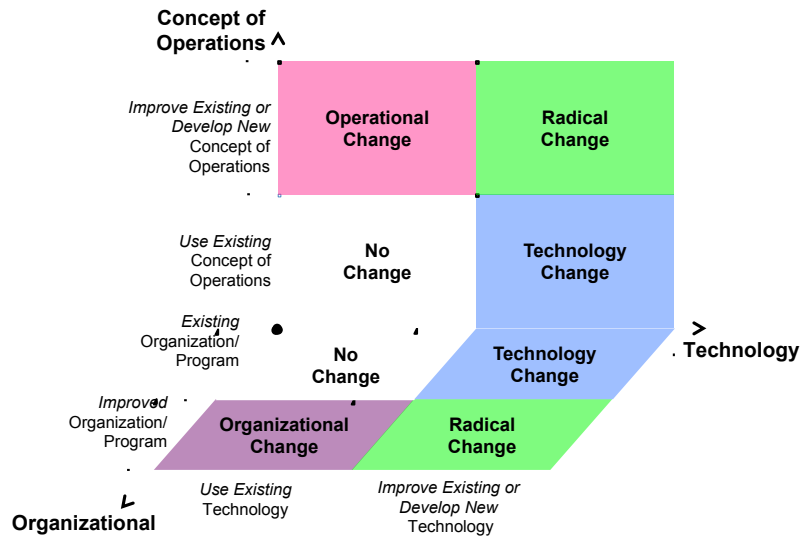 Concept of
Operations
Improve Existing or
Develop New
Concept of
Operations
Operational
Change
Radical
Change
Use Existing
Concept of
Operations
No
Change
Technology
Change
Existing
Organization/
Program
No
Change
Technology
Change
Technology
Improved
Organization/
Program
Organizational
Change
Radical
Change
Use Existing
Technology
Improve Existing or
Develop New
Technology
Organizational